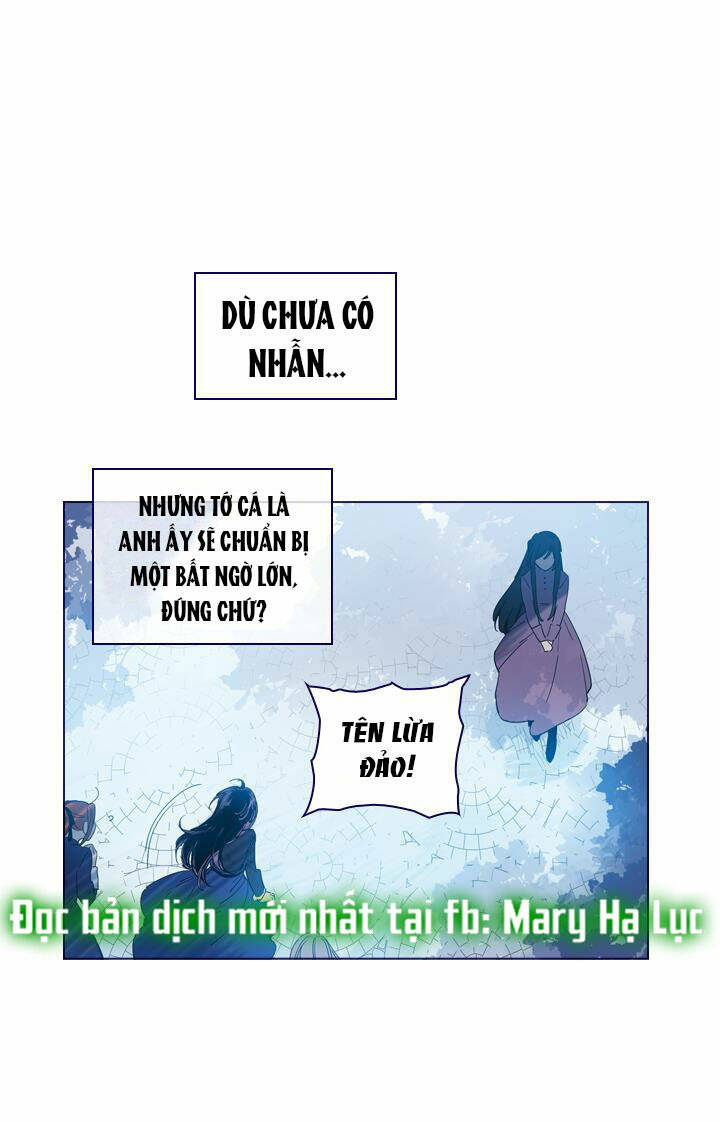 DÙ CHƯA CÓ
NHẪN...
NHƯNG TỚ CÁ LÀ
ANH ẤY SẼ CHUẨN BỊ
MỘT BẤT NGỜ LỚN,
ĐÚNG CHỨ?
TÊN LỪA
ĐẢO!
Đọc bản dịch mới nhất tại fb: Mary Hạ Lục